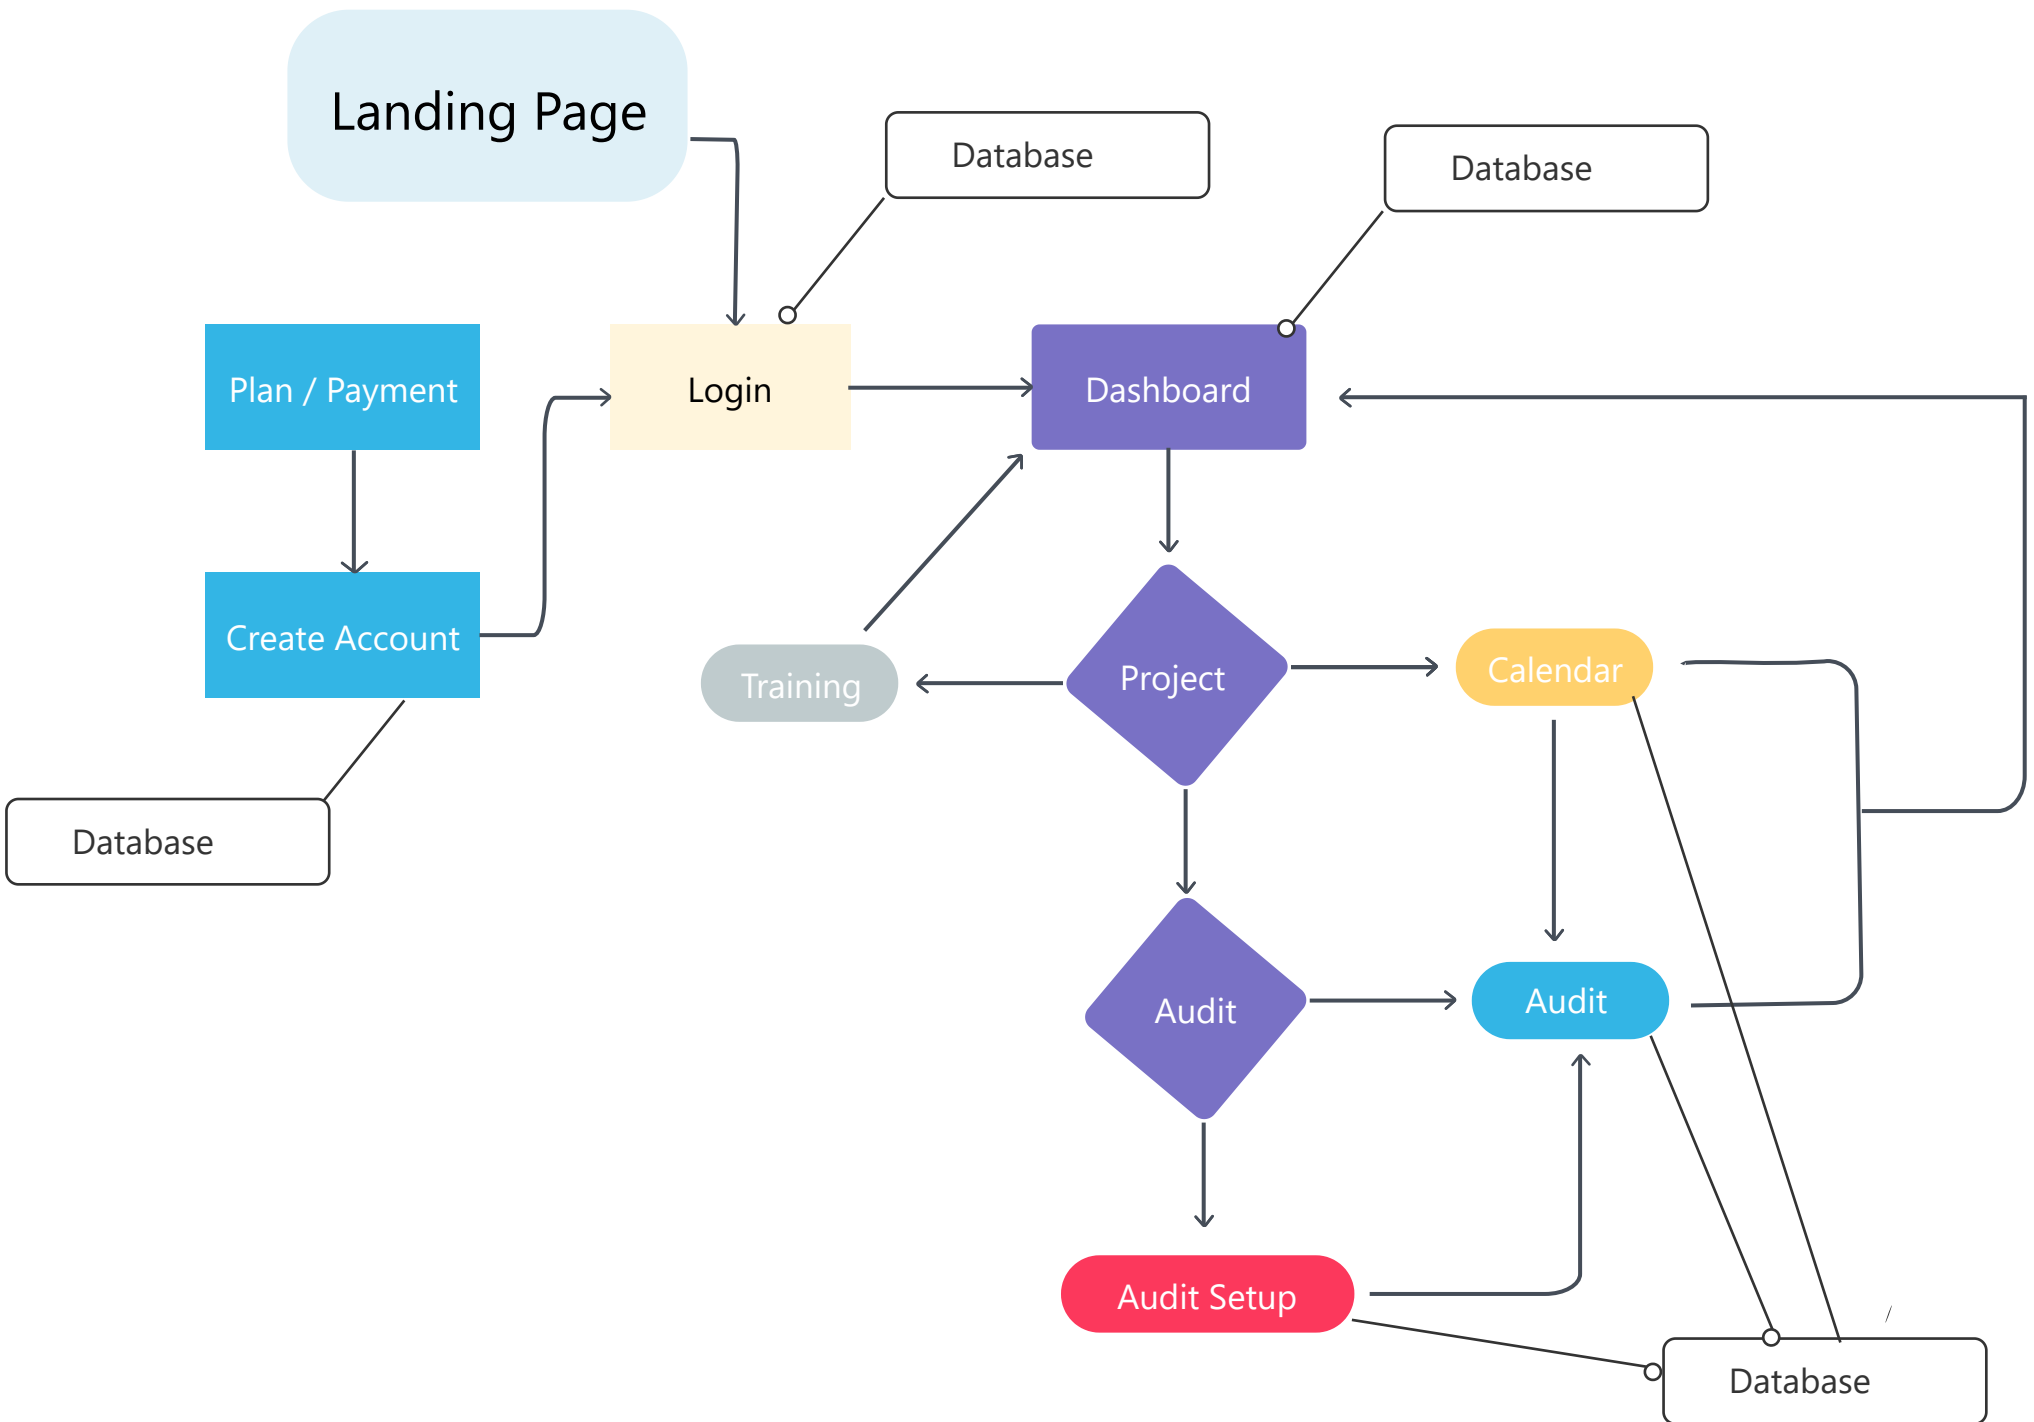 Landing Page
Database
Database
Plan / Payment
Login
Dashboard
Create Account
Training
Project
Calendar
Database
Audit
Audit
Audit Setup
Database